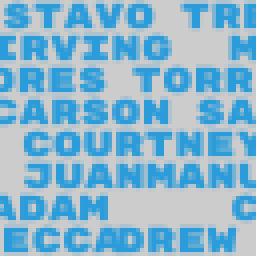 STAVO TRE
IRVING M
ORES TORR
CARSON SA
COURTNEY
JUANMANU
ADAM C
ECCADREW